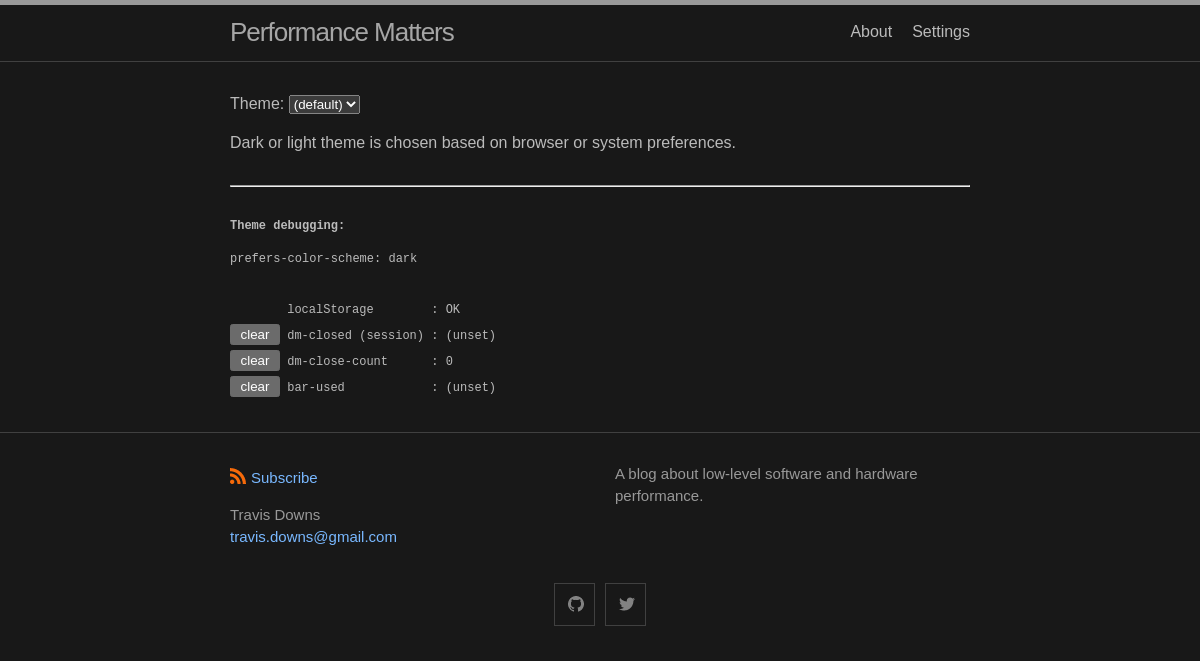 Performance Matters
About Settings
Theme: (default)
Dark or light theme is chosen based on browser or system preferences.
Theme debugging:
prefers-color-scheme: dark
localStorage : OK
clear dm-closed (session) : (unset)
clear dm-close-count : 0
clear bar-used : (unset)
Subscribe
Travis Downs
travis.downs@gmail.com
A blog about low-level software and hardware
performance.